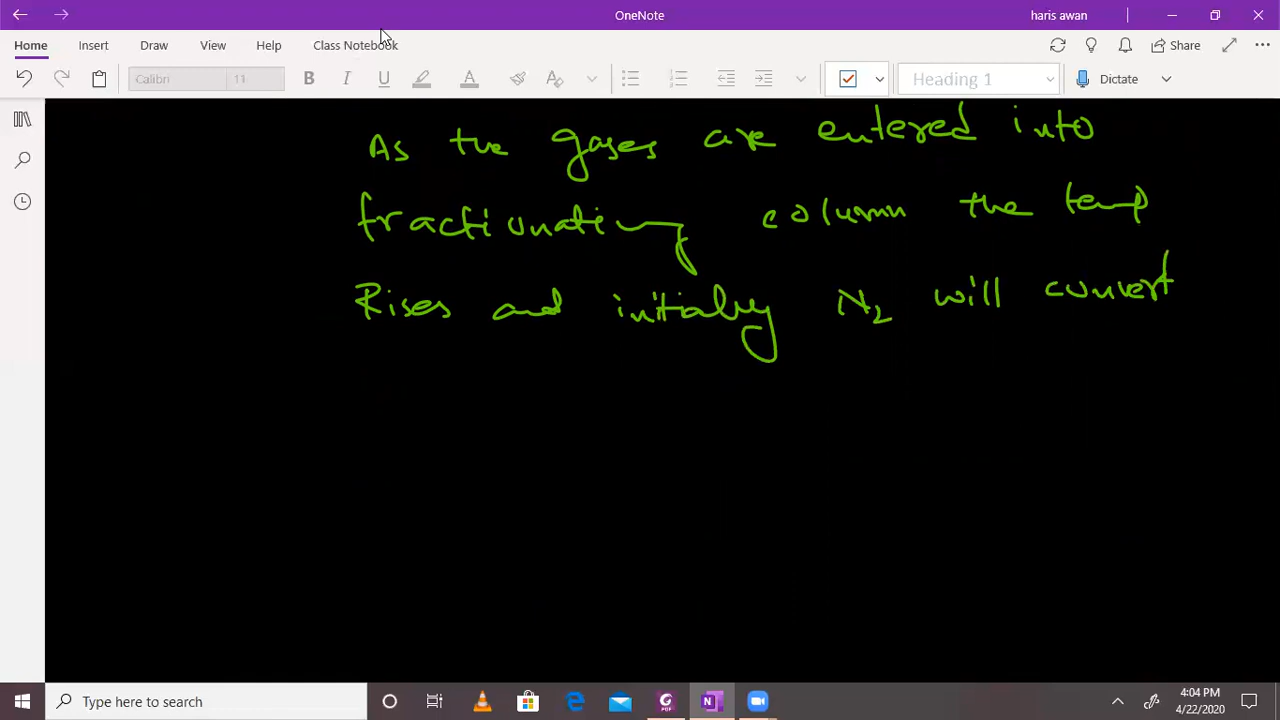 OneNote
haris awan
Home Insert Draw View Help Class Notebook
Share
Calibri 11 B I U A Heading 1 Dictate
As the gases are entered into
fractionating column the temp
Rises and initialy N2 will convert
Type here to search
4:04 PM
4/22/2020